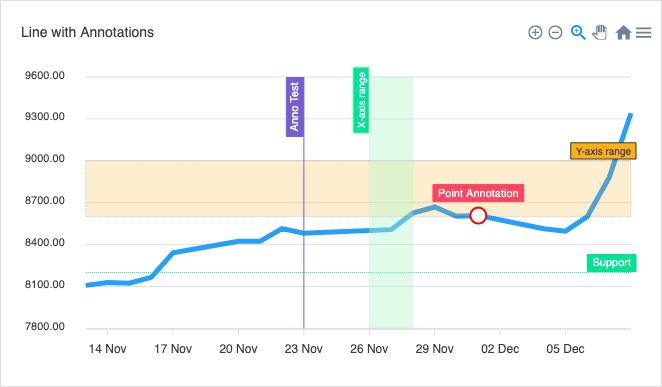 Line with Annotations
9600.00
9300.00
9000.00
8700.00
8400.00
8100.00
7800.00
Anno Test
X-axis range
Y-axis range
Point Annotation
Support
14 Nov 17 Nov 20 Nov 23 Nov 26 Nov 29 Nov 02 Dec 05 Dec